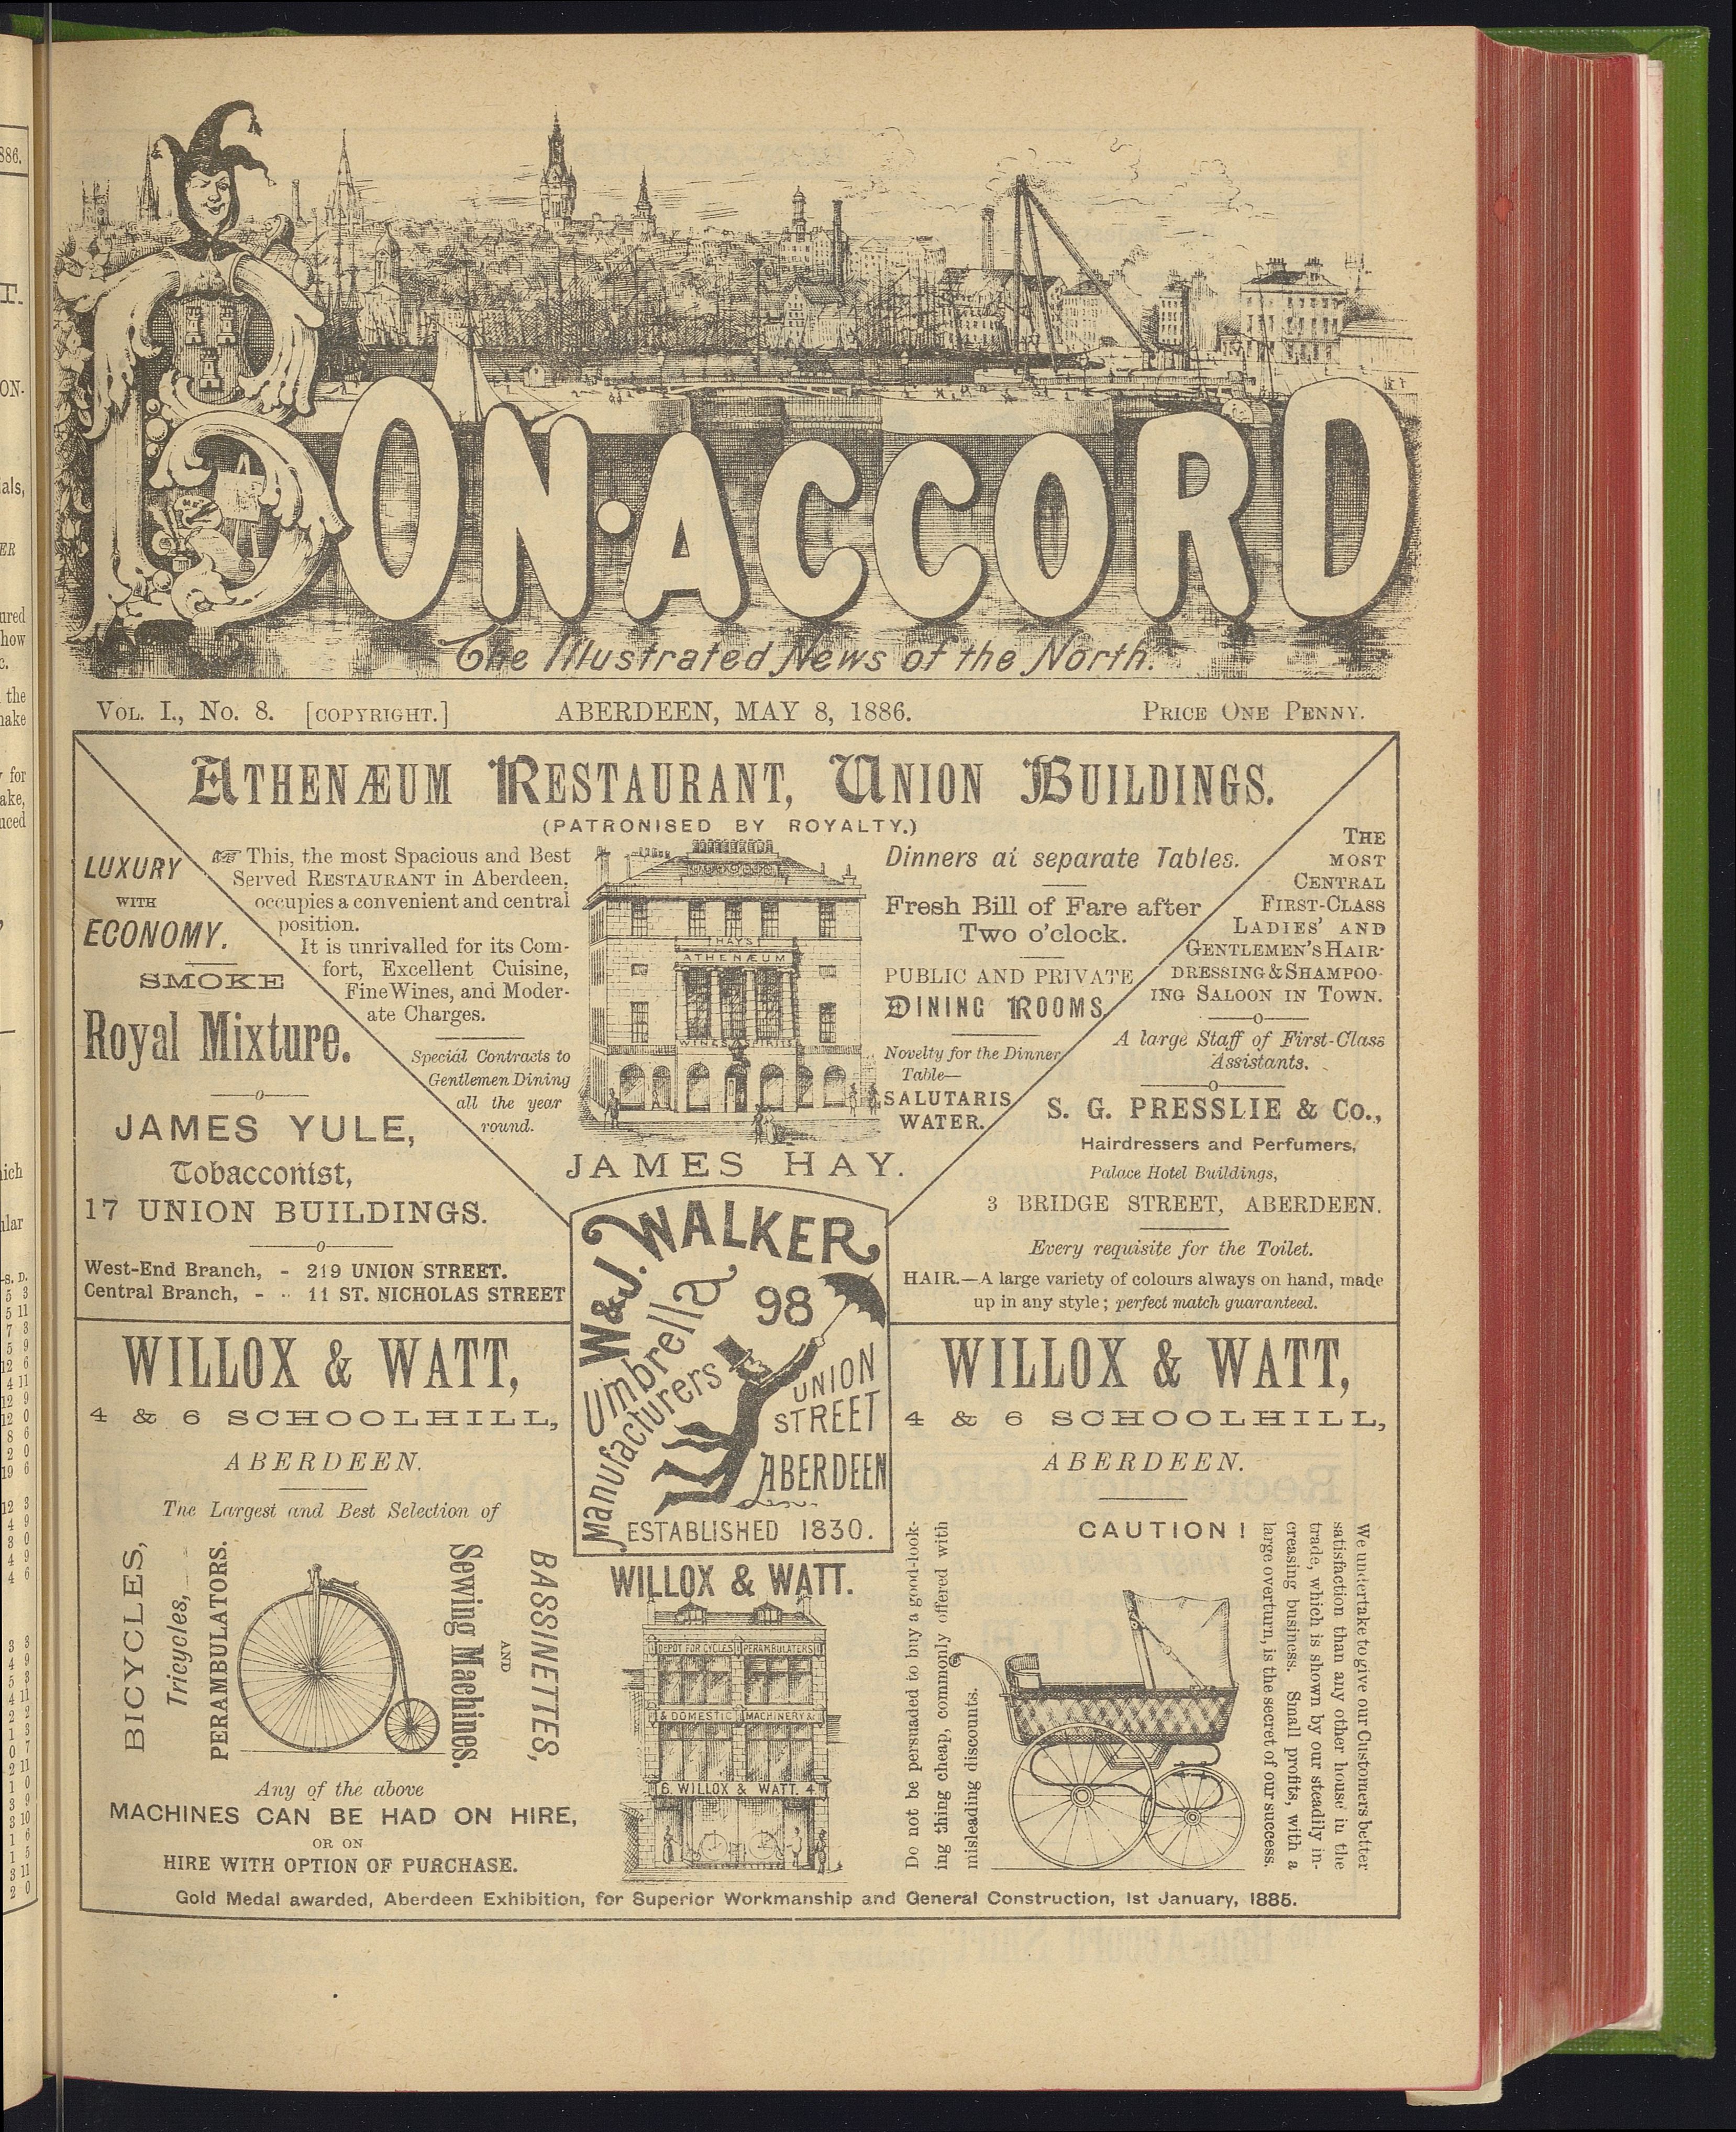 BON·ACCORD
The Illustrated News of the North.
VOL. I., NO. 8. [COPYRIGHT.] ABERDEEN, MAY 8, 1886. PRICE ONE PENNY.
ATHENÆUM RESTAURANT, UNION BUILDINGS.
(PATRONISED BY ROYALTY.)
This, the most Spacious and Best
Served RESTAURANT in Aberdeen,
occupies a convenient and central
position.
It is unrivalled for its Com-
fort, Excellent Cuisine,
Fine Wines, and Moder-
ate Charges.
Special Contracts to
Gentlemen Dining
all the year
round.
HAY'S
ATHENÆUM
WINES & SPIRITS
Dinners at separate Tables.
Fresh Bill of Fare after
Two o'clock.
PUBLIC AND PRIVATE
DINING ROOMS.
Novelty for the Dinner
Table—
SALUTARIS
WATER.
JAMES HAY.
LUXURY
WITH
ECONOMY.
SMOKE
Royal Mixture.
JAMES YULE,
Tobacconist,
17 UNION BUILDINGS.
West-End Branch, - 219 UNION STREET.
Central Branch, - - 11 ST. NICHOLAS STREET
THE
MOST
CENTRAL
FIRST-CLASS
LADIES' AND
GENTLEMEN'S HAIR-
DRESSING & SHAMPOO-
ING SALOON IN TOWN.
A large Staff of First-Class
Assistants.
S. G. PRESSLIE & Co.,
Hairdressers and Perfumers,
Palace Hotel Buildings,
3 BRIDGE STREET, ABERDEEN.
Every requisite for the Toilet.
HAIR.—A large variety of colours always on hand, made
up in any style; perfect match guaranteed.
W & J. WALKER
Umbrella
Manufacturers
98
UNION
STREET
ABERDEEN
ESTABLISHED 1830.
WILLOX & WATT,
4 & 6 SCHOOLHILL,
ABERDEEN.
The Largest and Best Selection of
BICYCLES,
Tricycles,
PERAMBULATORS.
Sewing Machines.
AND
BASSINETTES,
Any of the above
MACHINES CAN BE HAD ON HIRE,
OR ON
HIRE WITH OPTION OF PURCHASE.
WILLOX & WATT.
DEPOT FOR CYCLES PERAMBULATERS
& DOMESTIC MACHINERY &c
6. WILLOX & WATT. 4
WILLOX & WATT,
4 & 6 SCHOOLHILL,
ABERDEEN.
CAUTION!
Do not be persuaded to buy a good-look-
ing thing cheap, commonly offered with
misleading discounts.
We undertake to give our Customers better
satisfaction than any other house in the
trade, which is shown by our steadily in-
creasing business. Small profits, with a
large overturn, is the secret of our success.
Gold Medal awarded, Aberdeen Exhibition, for Superior Workmanship and General Construction, 1st January, 1885.